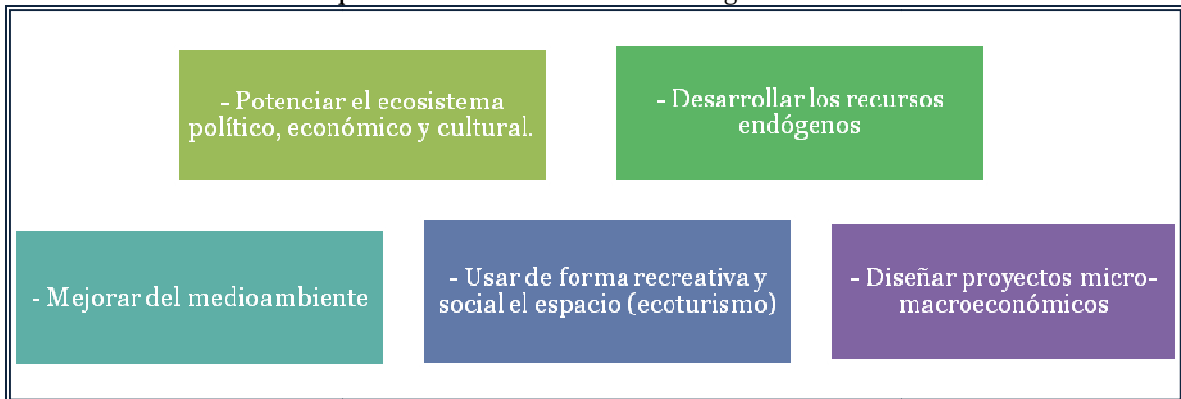 - Potenciar el ecosistema
político, económico y cultural.
- Desarrollar los recursos
endógenos
- Mejorar del medioambiente
- Usar de forma recreativa y
social el espacio (ecoturismo)
- Diseñar proyectos micro-
macroeconómicos